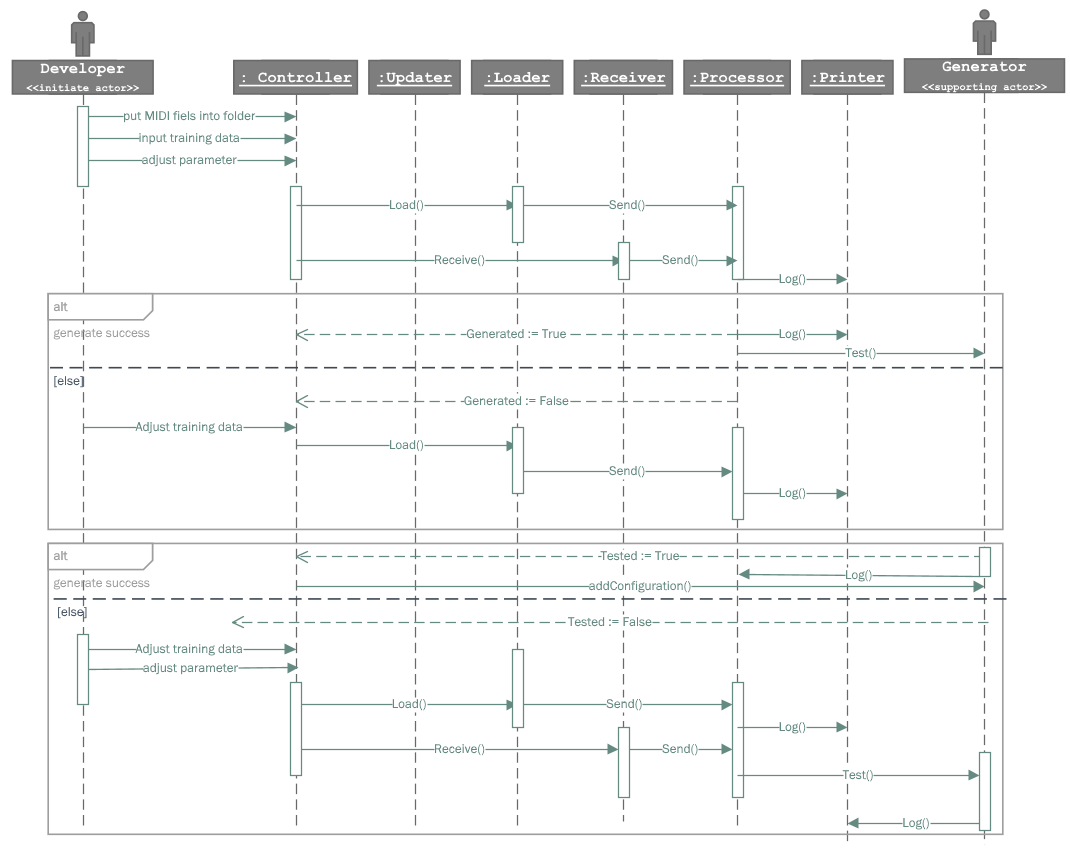 Developer
<<initiate actor>>
: Controller
:Updater
:Loader
:Receiver
:Processor
:Printer
Generator
<<supporting actor>>
put MIDI fiels into folder
input training data
adjust parameter
Load()
Send()
Receive()
Send()
Log()
alt
generate success
Generated := True
Log()
Test()
[else]
Generated := False
Adjust training data
Load()
Send()
Log()
alt
Tested := True
Log()
generate success
addConfiguration()
[else]
Tested := False
Adjust training data
adjust parameter
Load()
Send()
Log()
Receive()
Send()
Test()
Log()